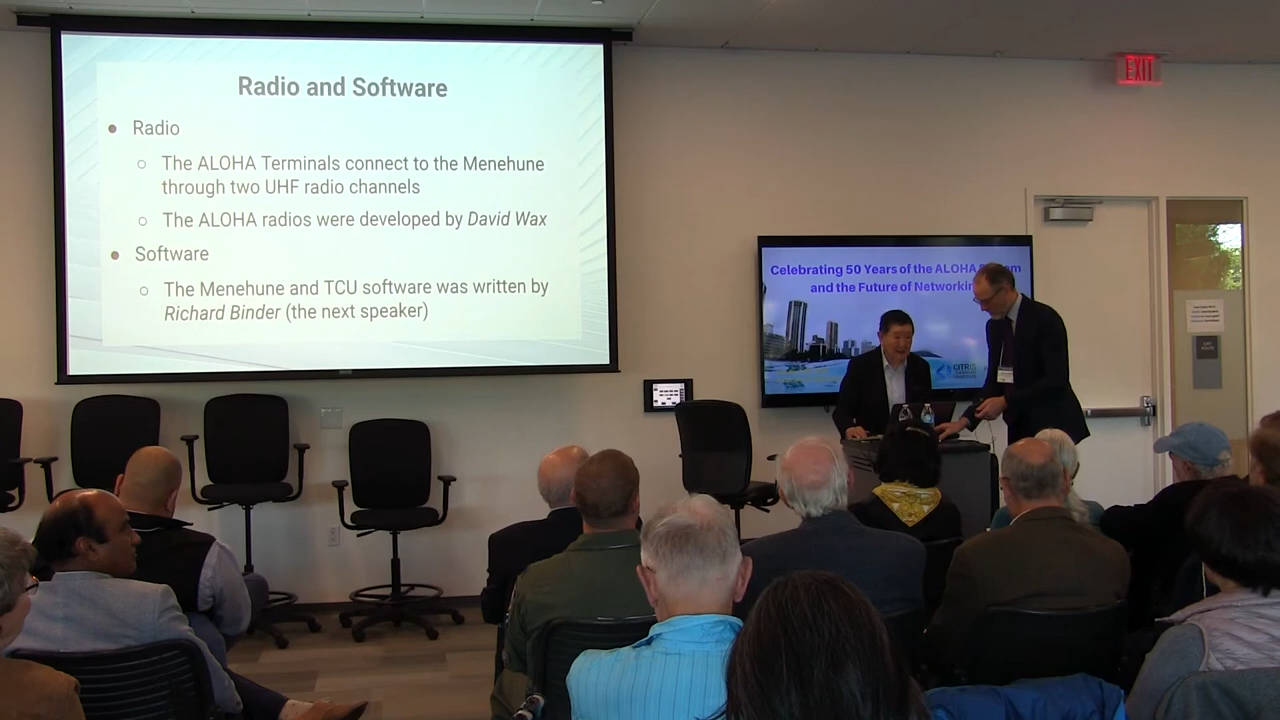 Radio and Software
Radio
The ALOHA Terminals connect to the Menehune
through two UHF radio channels
The ALOHA radios were developed by David Wax
Software
The Menehune and TCU software was written by
Richard Binder (the next speaker)
EXIT
Celebrating 50 Years of the ALOHA
and the Future of Networking
CITRIS